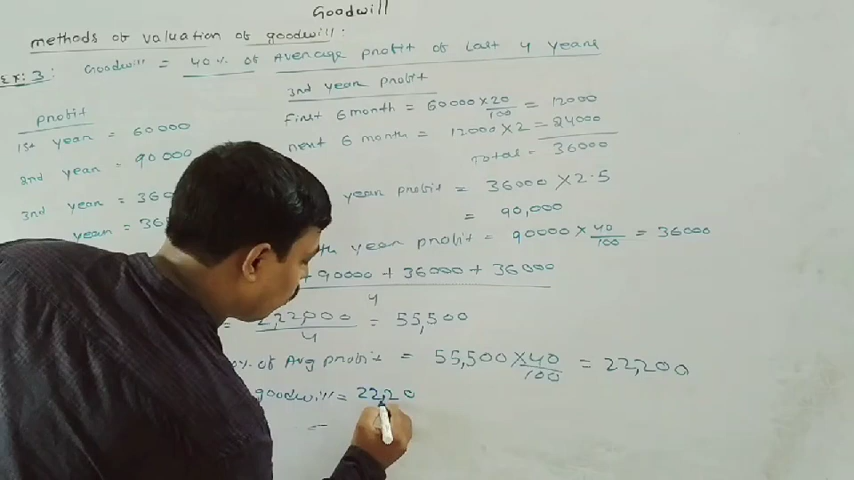 Goodwill
methods of valuation of goodwill:
Ex: 3: Goodwill = 40% of Average profit of last 4 years
profit
1st year = 60000
2nd year = 90000
3rd year = 360
year = 36
3rd year profit
first 6 month = 60000 × 20/100 = 12000
next 6 month = 12000 × 2 = 24000
Total = 36000
year profit = 36000 × 2.5
= 90,000
th year profit = 90000 × 40/100 = 36000
+ 90000 + 36000 + 36000
4
= 2,22,000/4 = 55,500
% of Avg profits = 55,500 × 40/100 = 22,200
goodwill = 22,20